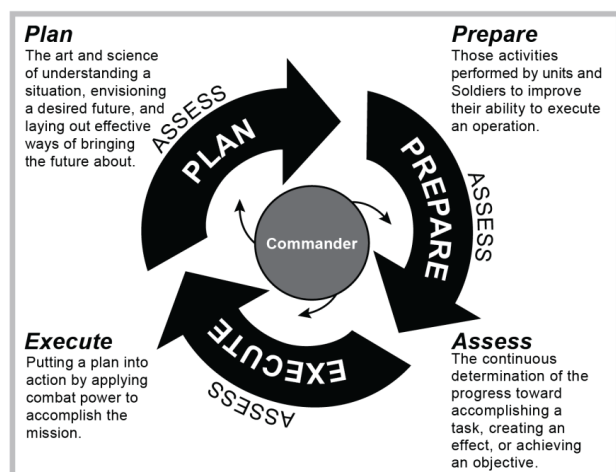 Plan
The art and science
of understanding a
situation, envisioning
a desired future, and
laying out effective
ways of bringing
the future about.
Prepare
Those activities
performed by units and
Soldiers to improve
their ability to execute
an operation.
ASSESS
PLAN
PREPARE
ASSESS
Commander
EXECUTE
ASSESS
Execute
Putting a plan into
action by applying
combat power to
accomplish the
mission.
Assess
The continuous
determination of the
progress toward
accomplishing a
task, creating an
effect, or achieving
an objective.